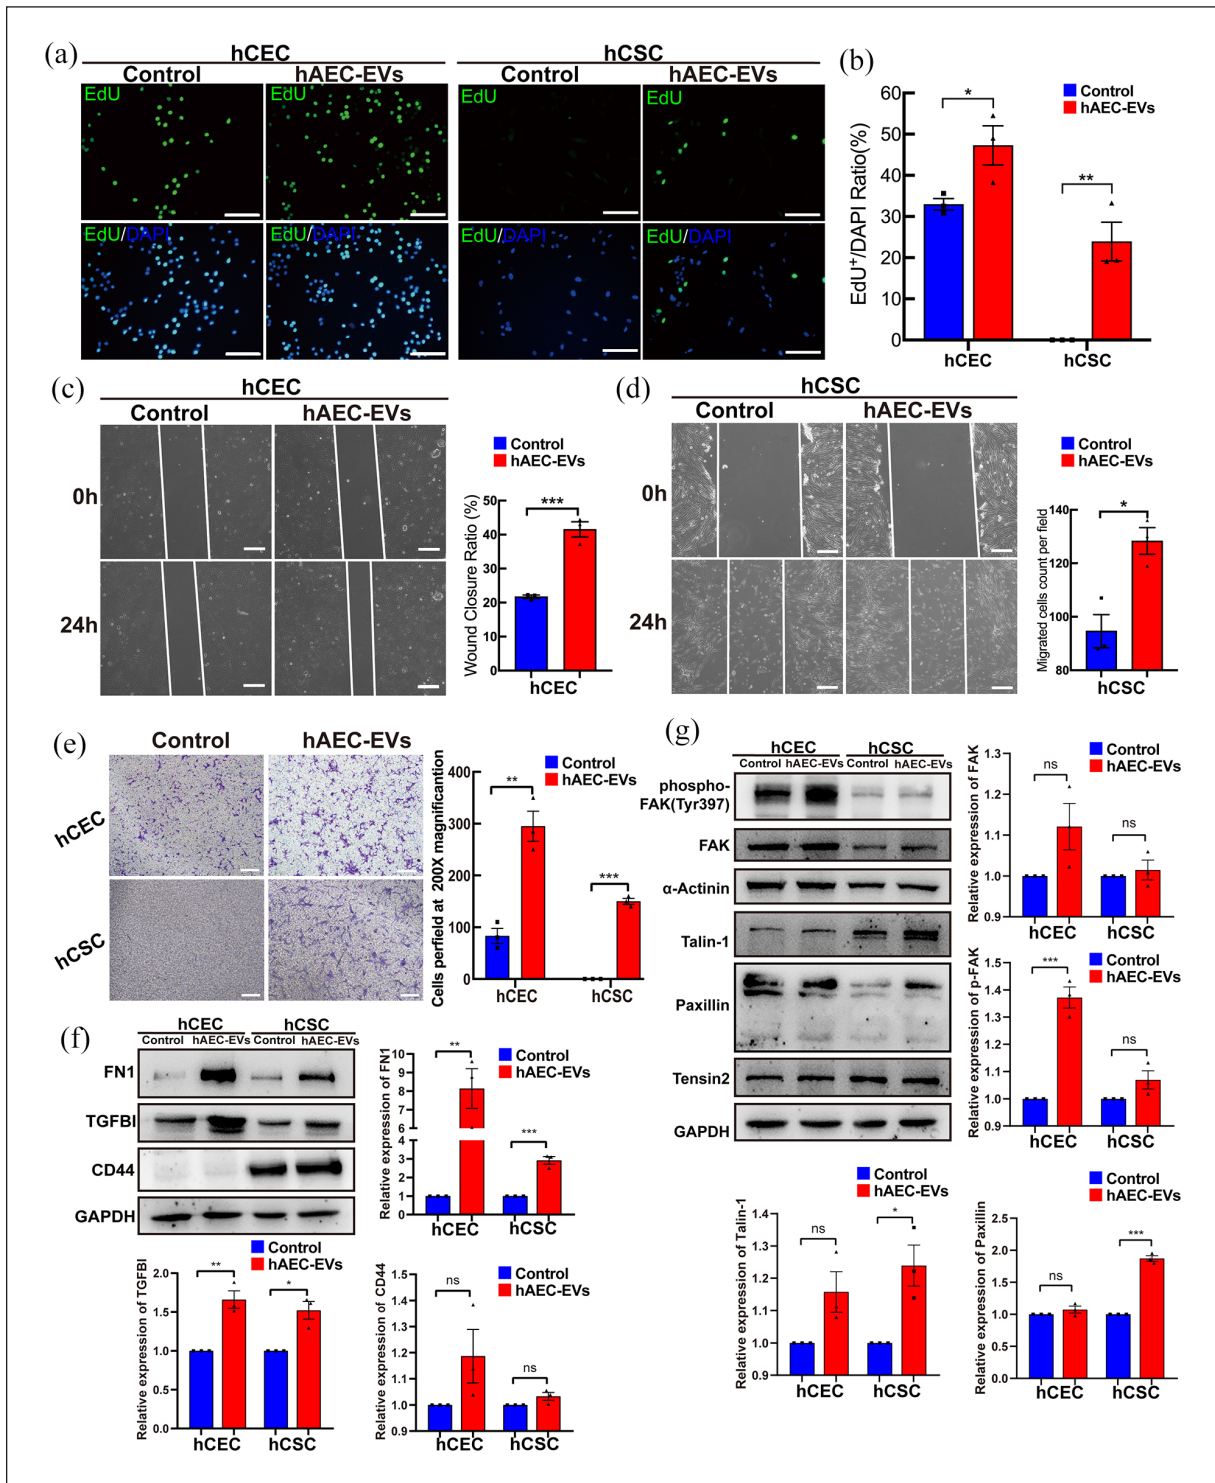 (a)
hCEC
hCSC
Control
hAEC-EVs
Control
hAEC-EVs
EdU
EdU
EdU
EdU
EdU/DAPI
EdU/DAPI
EdU/DAPI
EdU/DAPI
(b)
Control
hAEC-EVs
EdU+/DAPI Ratio(%)
60
50
40
30
20
10
0
*
**
hCEC
hCSC
(c)
hCEC
Control
hAEC-EVs
0h
24h
Control
hAEC-EVs
Wound Closure Ratio (%)
50
40
30
20
10
0
***
hCEC
(d)
hCSC
Control
hAEC-EVs
0h
24h
Control
hAEC-EVs
Migrated cells count per field
140
120
100
80
*
hCSC
(e)
Control
hAEC-EVs
hCEC
hCSC
Control
hAEC-EVs
Cells perfield at 200X magnificantion
400
300
200
100
0
**
***
hCEC
hCSC
(f)
hCEC
hCSC
Control
hAEC-EVs
Control
hAEC-EVs
FN1
TGFBI
CD44
GAPDH
Control
hAEC-EVs
Relative expression of FN1
10
9
8
7
6
4
3
2
1
0
**
***
hCEC
hCSC
Control
hAEC-EVs
Relative expression of TGFBI
2.0
1.5
1.0
0.5
0.0
**
*
hCEC
hCSC
Control
hAEC-EVs
Relative expression of CD44
1.5
1.4
1.3
1.2
1.1
1.0
0.9
ns
ns
hCEC
hCSC
(g)
hCEC
hCSC
Control
hAEC-EVs
Control
hAEC-EVs
phospho-
FAK(Tyr397)
FAK
α-Actinin
Talin-1
Paxillin
Tensin2
GAPDH
Control
hAEC-EVs
Relative expression of FAK
1.3
1.2
1.1
1.0
0.9
ns
ns
hCEC
hCSC
Control
hAEC-EVs
Relative expression of p-FAK
1.5
1.4
1.3
1.2
1.1
1.0
0.9
***
ns
hCEC
hCSC
Control
hAEC-EVs
Relative expression of Talin-1
1.4
1.3
1.2
1.1
1.0
0.9
ns
*
hCEC
hCSC
Control
hAEC-EVs
Relative expression of Paxillin
2.5
2.0
1.5
1.0
0.5
0.0
ns
***
hCEC
hCSC